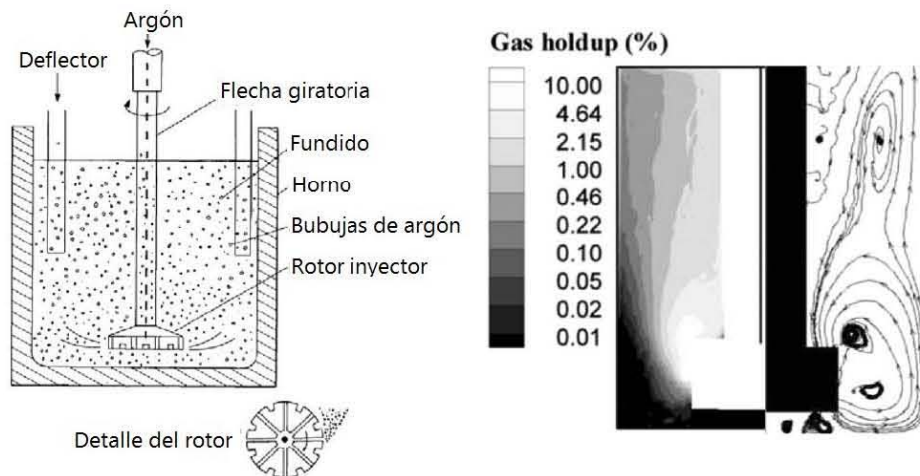 Argón
Deflector
Flecha giratoria
Fundido
Horno
Bubujas de argón
Rotor inyector
Detalle del rotor
Gas holdup (%)
10.00
4.64
2.15
1.00
0.46
0.22
0.10
0.05
0.02
0.01